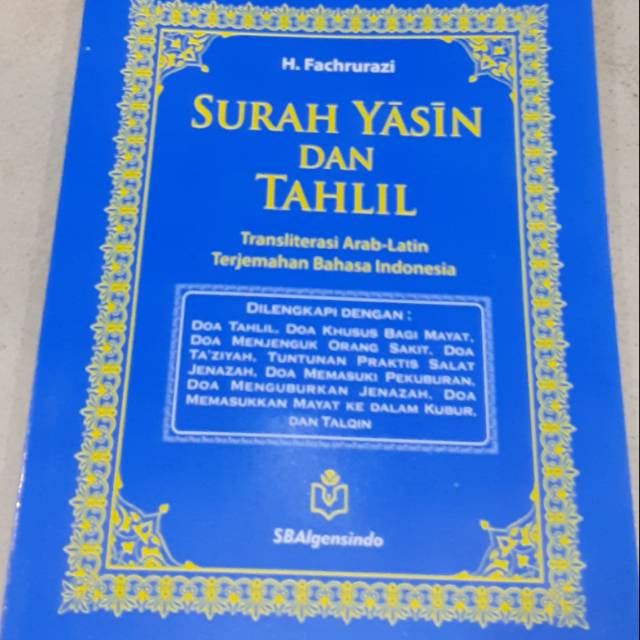 H. Fachrurazi
SURAH YĀSĪN
DAN
TAHLIL
Transliterasi Arab-Latin
Terjemahan Bahasa Indonesia
DILENGKAPI DENGAN :
DOA TAHLIL, DOA KHUSUS BAGI MAYAT,
DOA MENJENGUK ORANG SAKIT, DOA
TA'ZIYAH, TUNTUNAN PRAKTIS SALAT
JENAZAH, DOA MEMASUKI PEKUBURAN,
DOA MENGUBURKAN JENAZAH, DOA
MEMASUKKAN MAYAT KE DALAM KUBUR,
DAN TALQIN
SBAlgensindo